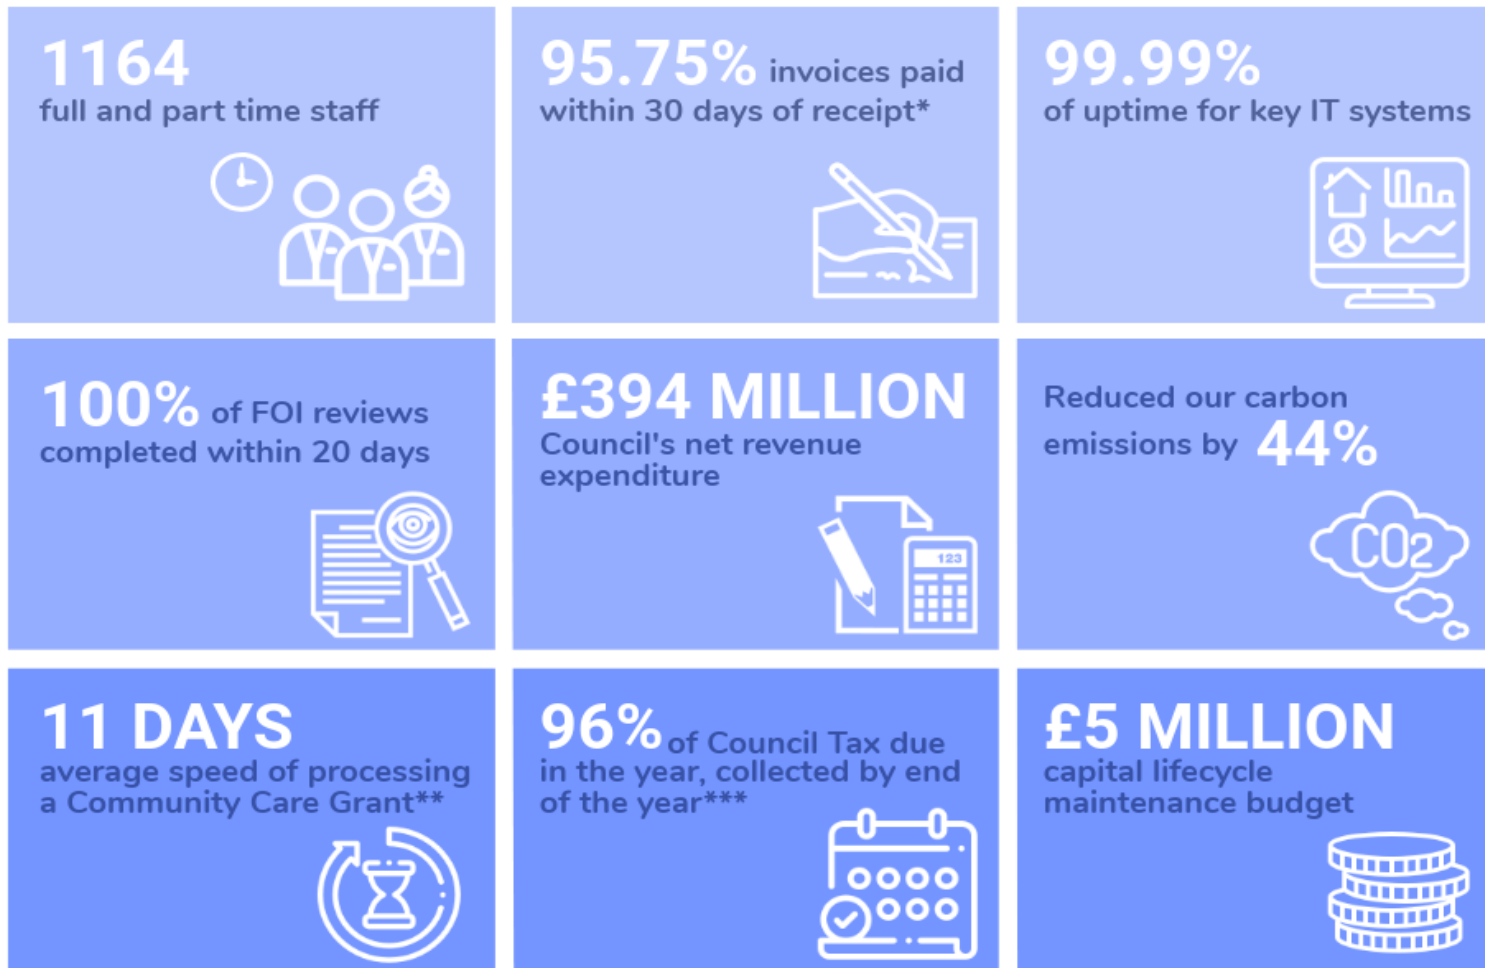 1164
full and part time staff
95.75% invoices paid
within 30 days of receipt*
99.99%
of uptime for key IT systems
100% of FOI reviews
completed within 20 days
£394 MILLION
Council's net revenue
expenditure
123
Reduced our carbon
emissions by 44%
CO2
11 DAYS
average speed of processing
a Community Care Grant**
96% of Council Tax due
in the year, collected by end
of the year***
£5 MILLION
capital lifecycle
maintenance budget